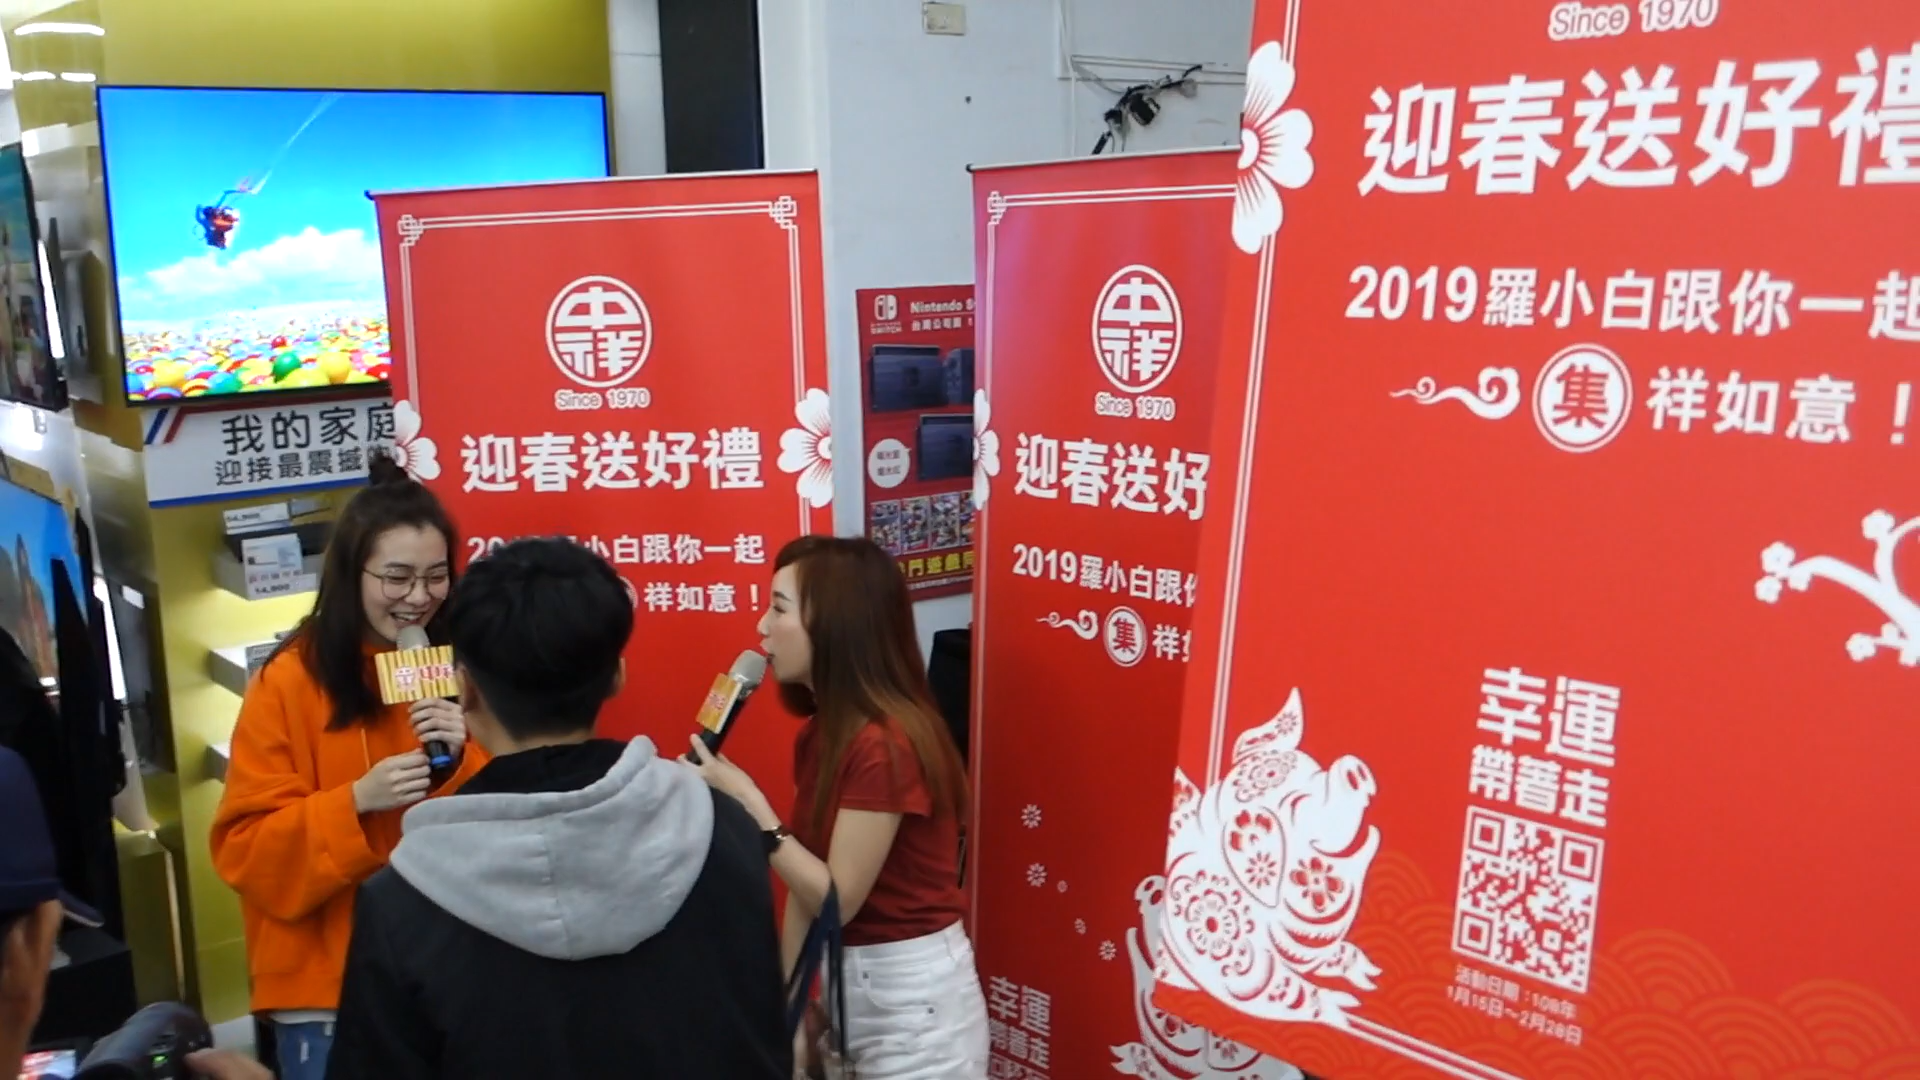 我的家庭
迎接最震撼
中祥
Since 1970
迎春送好禮
小白跟你一起
祥如意！
Nintendo S
中祥
Since 1970
迎春送好
2019羅小白跟你
集
幸運
帶著走
Since 1970
迎春送好禮
2019羅小白跟你一起
集祥如意！
幸運
帶著走
活動日期：108年
1月15日～2月28日